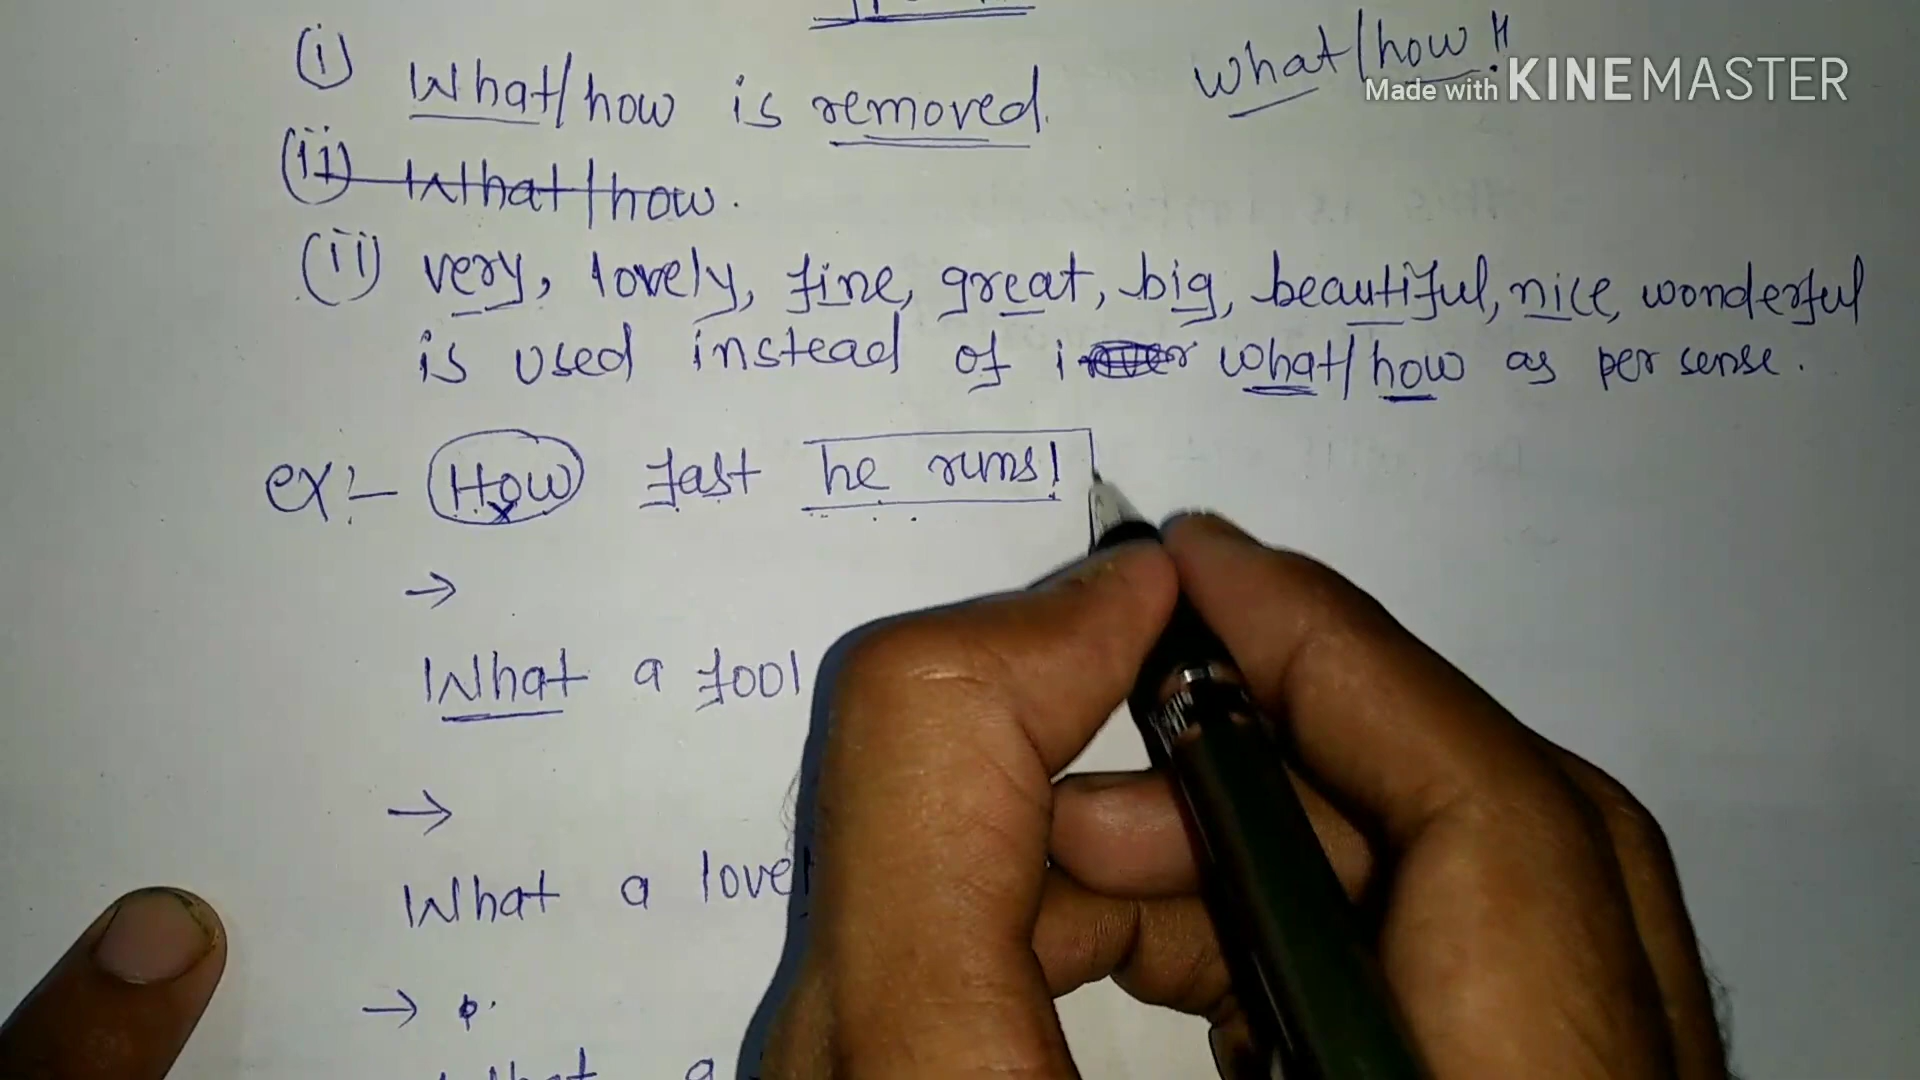 (i) What/how is removed.
what/how !!
Made with KINEMASTER
(ii) What/how.
(ii) very, lovely, fine, great, big, beautiful, nice, wonderful
is used instead of what/how as per sense.
ex:- How fast he runs!
→
What a fool
→
What a
→
What a